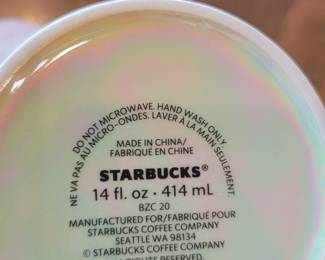 DO NOT MICROWAVE. HAND WASH ONLY
NE VA PAS AU MICRO-ONDES. LAVER À LA MAIN SEULEMENT.
MADE IN CHINA/
FABRIQUÉ EN CHINE
STARBUCKS®
14 fl. oz • 414 mL
BZC 20
MANUFACTURED FOR/FABRIQUÉ POUR
STARBUCKS COFFEE COMPANY
SEATTLE WA 98134
© STARBUCKS COFFEE COMPANY